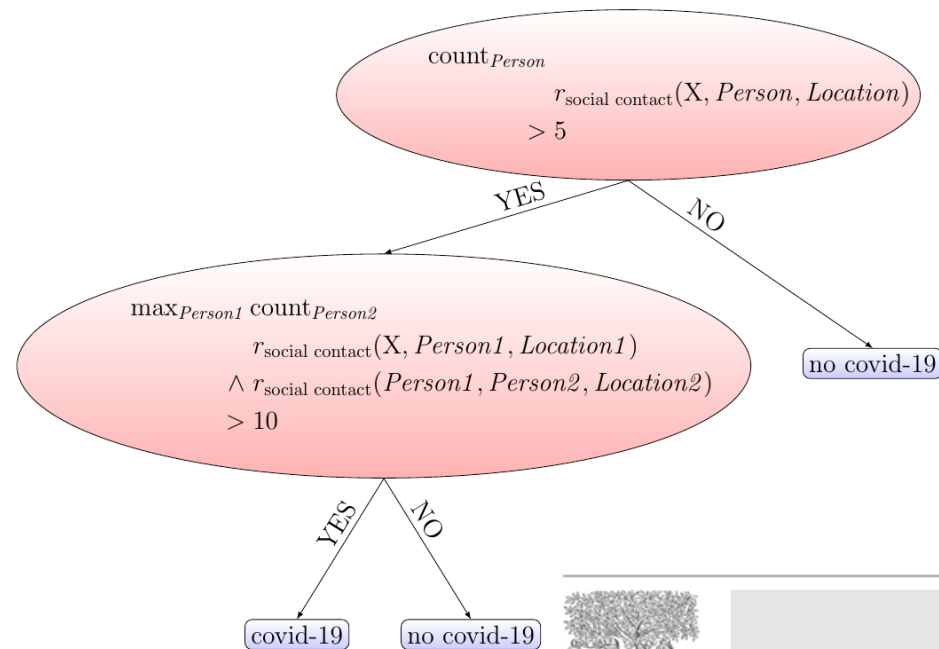 count_Person
r_social contact(X, Person, Location)
> 5
YES
NO
max_Person1 count_Person2
r_social contact(X, Person1, Location1)
∧ r_social contact(Person1, Person2, Location2)
> 10
no covid-19
YES
NO
covid-19
no covid-19